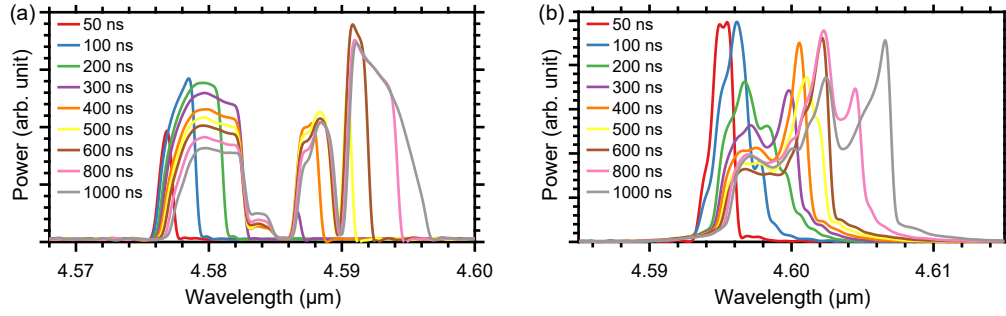 (a)
Power (arb. unit)
50 ns
100 ns
200 ns
300 ns
400 ns
500 ns
600 ns
800 ns
1000 ns
4.57 4.58 4.59 4.60
Wavelength (μm)
(b)
Power (arb. unit)
50 ns
100 ns
200 ns
300 ns
400 ns
500 ns
600 ns
800 ns
1000 ns
4.59 4.60 4.61
Wavelength (μm)